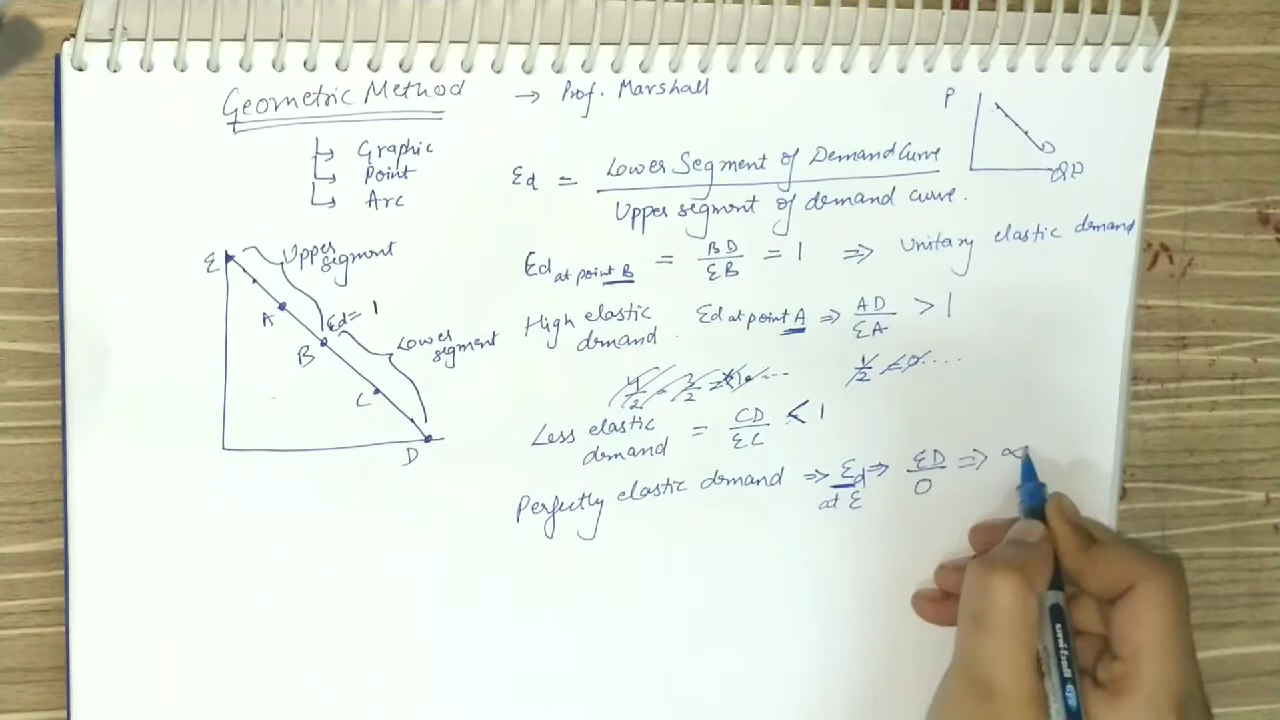 Geometric Method → Prof. Marshall
Graphic
Point
Arc
P
D
QD
Ed = Lower Segment of Demand Curve
Upper segment of demand curve.
E
Upper segment
A
Ed = 1
B
Lower segment
C
D
Ed at point B = BD/EB = 1 ⇒ Unitary elastic demand
High elastic demand. Ed at point A ⇒ AD/EA > 1
Less elastic demand = CD/EC < 1
Perfectly elastic demand ⇒ Ed at E ⇒ ED/0 ⇒ ∞
uni-ball